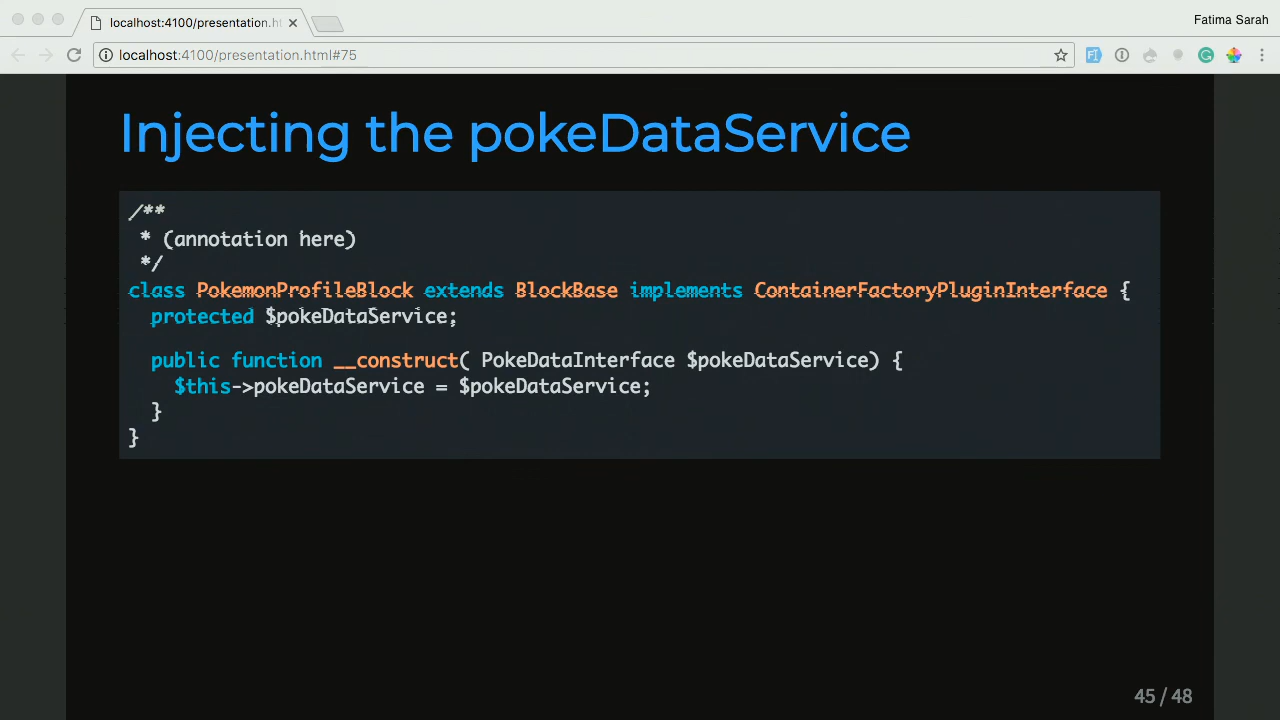 localhost:4100/presentation.h
Fatima Sarah
localhost:4100/presentation.html#75
Injecting the pokeDataService
/**
 * (annotation here)
 */
class PokemonProfileBlock extends BlockBase implements ContainerFactoryPluginInterface {
  protected $pokeDataService;
  public function __construct( PokeDataInterface $pokeDataService) {
    $this->pokeDataService = $pokeDataService;
  }
}
45 / 48